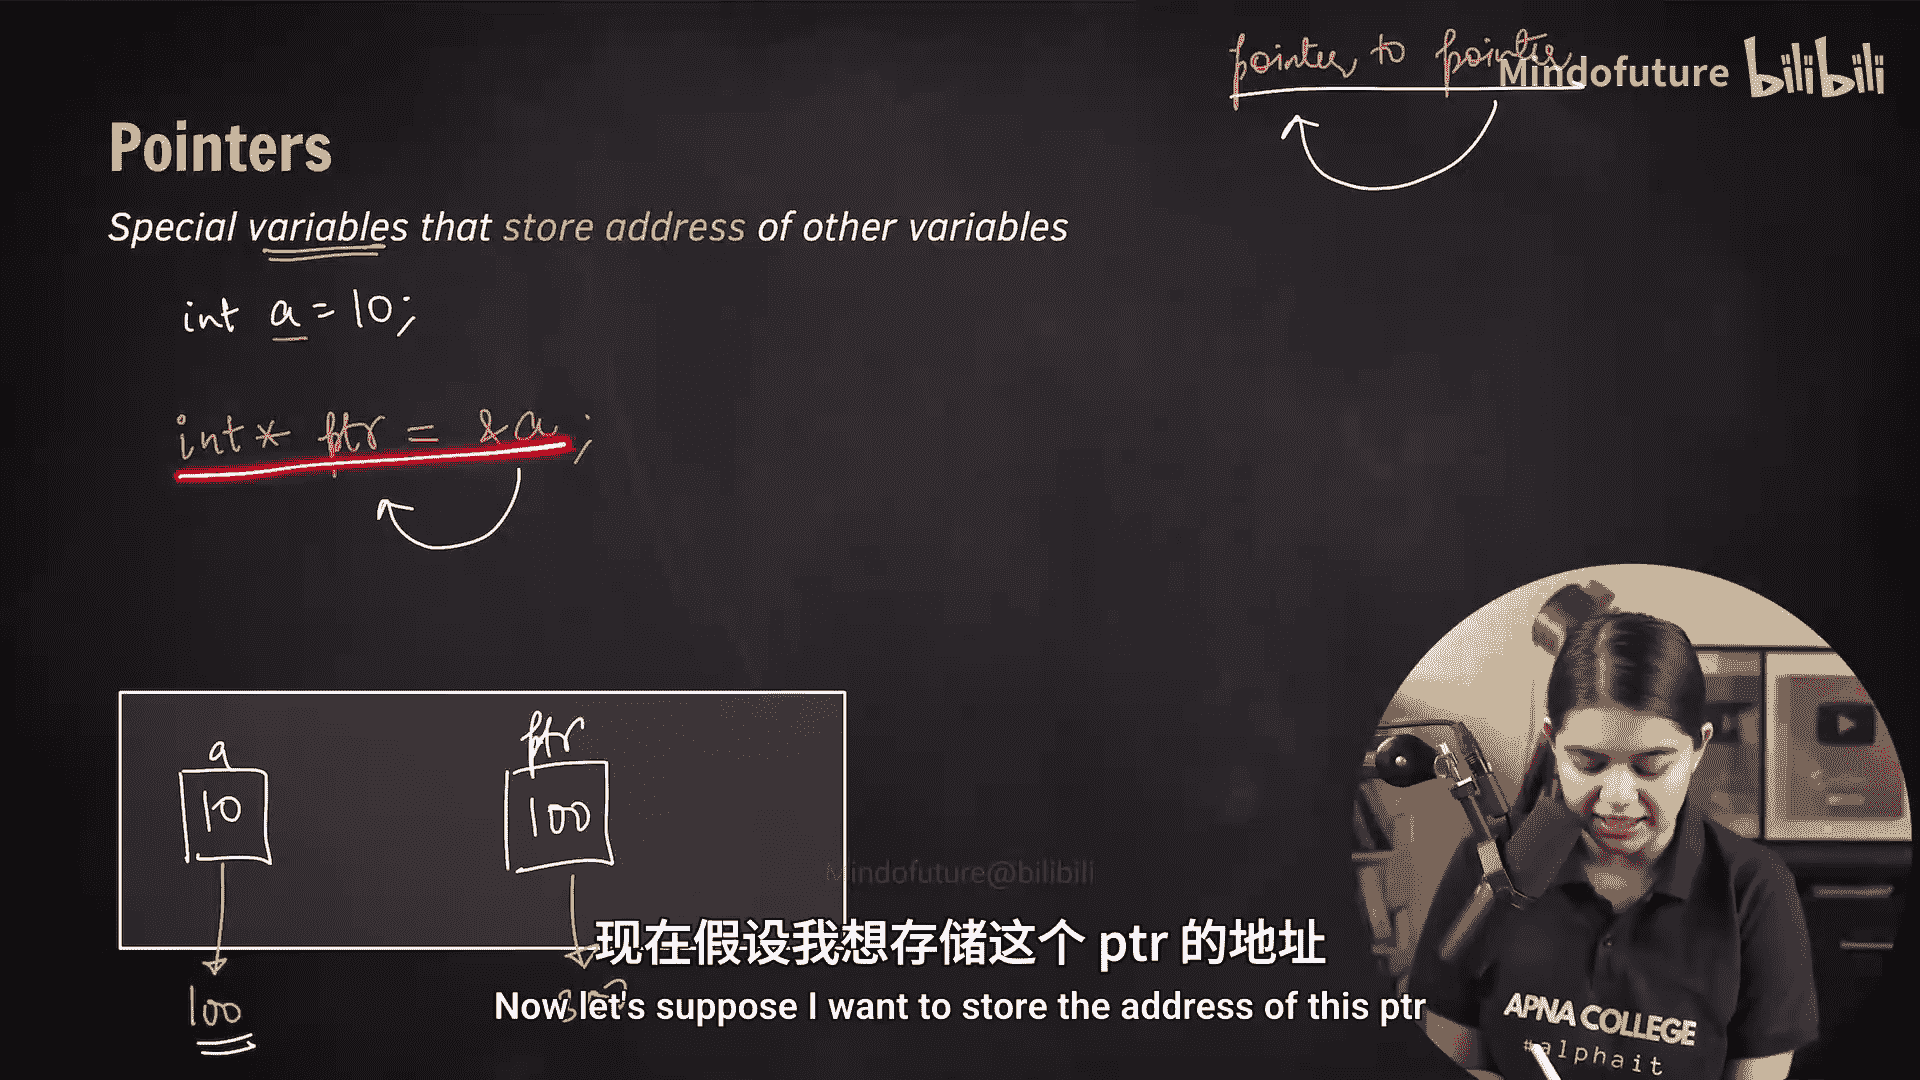 pointer to pointer
Mindofuture bilibili
Pointers
Special variables that store address of other variables
int a = 10;
int* ptr = &a;
a
ptr
10
100
Mindofuture@bilibili
现在假设我想存储这个 ptr 的地址
100
Now let's suppose I want to store the address of this ptr
APNA COLLEGE
#alphait